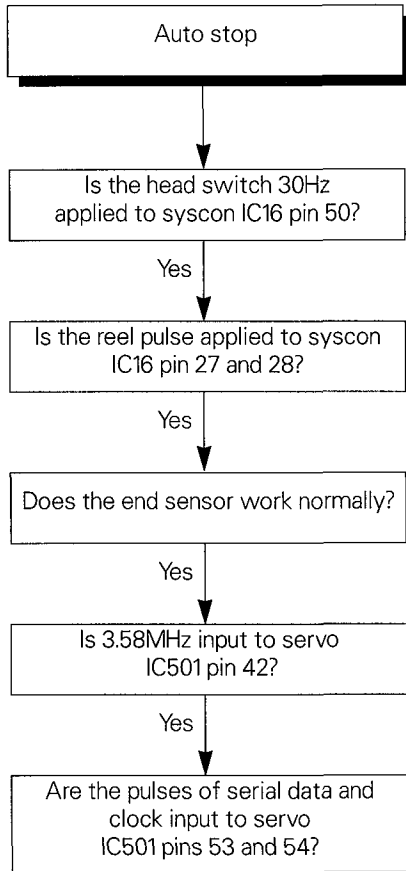 Auto stop
Is the head switch 30Hz
applied to syscon IC16 pin 50?
Yes
Is the reel pulse applied to syscon
IC16 pin 27 and 28?
Yes
Does the end sensor work normally?
Yes
Is 3.58MHz input to servo
IC501 pin 42?
Yes
Are the pulses of serial data and
clock input to servo
IC501 pins 53 and 54?